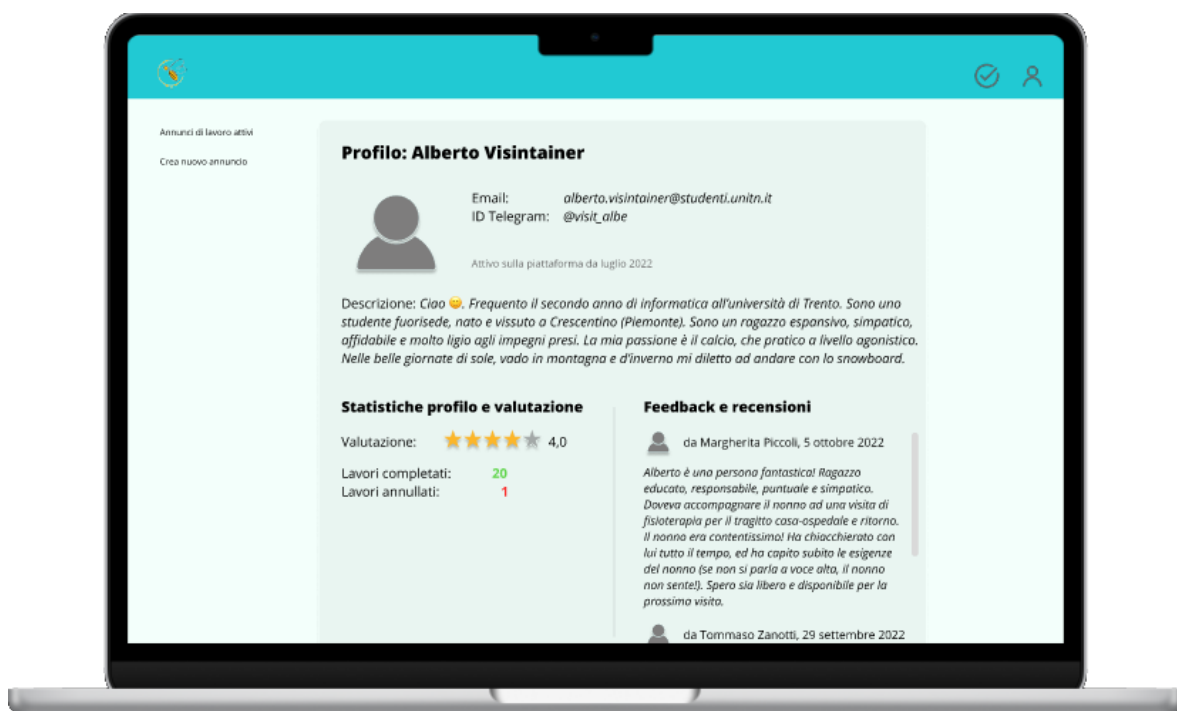 Annunci di lavoro attivi
Crea nuovo annuncio
Profilo: Alberto Visintainer
Email: alberto.visintainer@studenti.unitn.it
ID Telegram: @visit_albe
Attivo sulla piattaforma da luglio 2022
Descrizione: Ciao 😀. Frequento il secondo anno di informatica all'università di Trento. Sono uno
studente fuorisede, nato e vissuto a Crescentino (Piemonte). Sono un ragazzo espansivo, simpatico,
affidabile e molto ligio agli impegni presi. La mia passione è il calcio, che pratico a livello agonistico.
Nelle belle giornate di sole, vado in montagna e d'inverno mi diletto ad andare con lo snowboard.
Statistiche profilo e valutazione
Valutazione: 4,0
Lavori completati: 20
Lavori annullati: 1
Feedback e recensioni
da Margherita Piccoli, 5 ottobre 2022
Alberto è una persona fantastica! Ragazzo
educato, responsabile, puntuale e simpatico.
Doveva accompagnare il nonno ad una visita di
fisioterapia per il tragitto casa-ospedale e ritorno.
Il nonno era contentissimo! Ha chiacchierato con
lui tutto il tempo, ed ha capito subito le esigenze
del nonno (se non si parla a voce alta, il nonno
non sente!). Spero sia libero e disponibile per la
prossima visita.
da Tommaso Zanotti, 29 settembre 2022